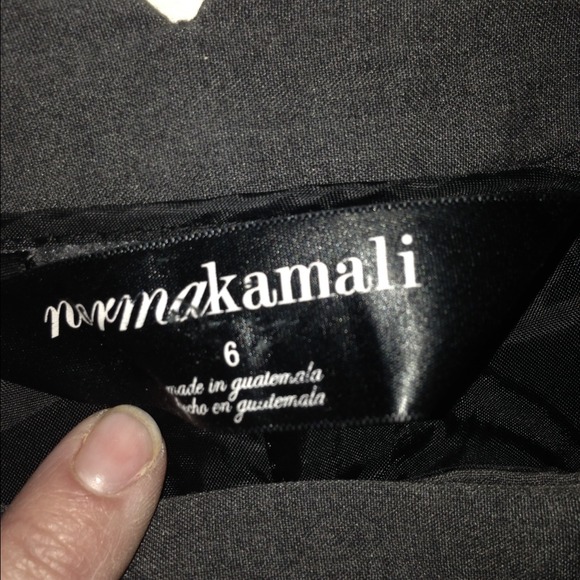 normakamali
6
made in guatemala
hecho en guatemala